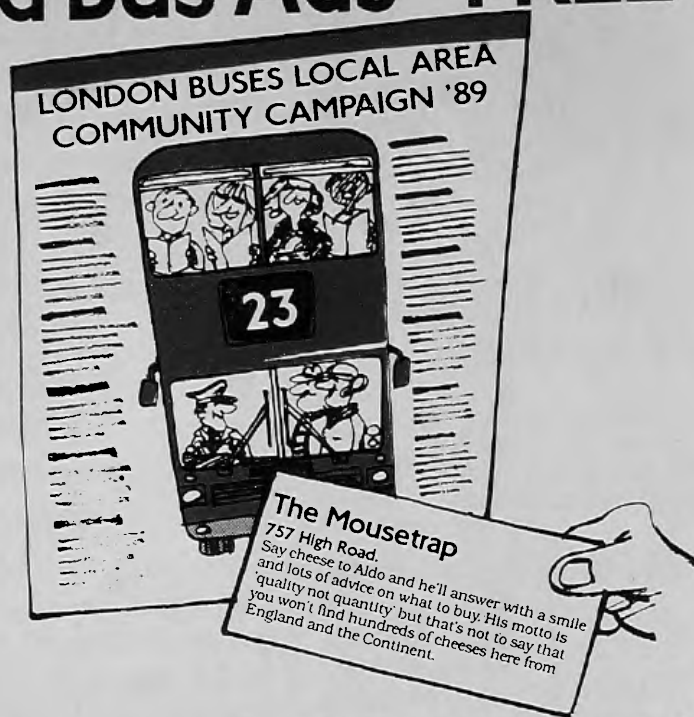 Bus Ads FREE
LONDON BUSES LOCAL AREA
COMMUNITY CAMPAIGN '89
23
The Mousetrap
757 High Road.
Say cheese to Aldo and he'll answer with a smile
and lots of advice on what to buy. His motto is
'quality not quantity' but that's not to say that
you won't find hundreds of cheeses here from
England and the Continent.